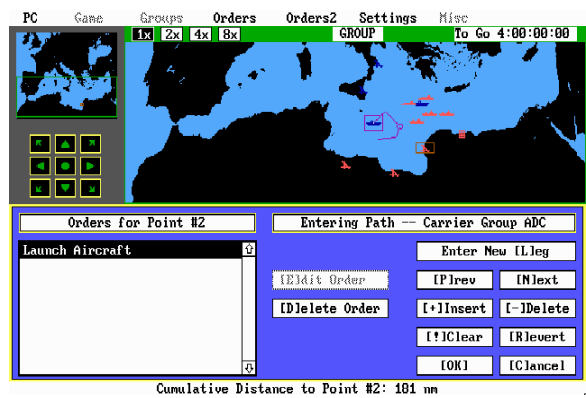 PC Game Groups Orders Orders2 Settings Misc
1x 2x 4x 8x GROUP To Go 4:00:00:00
Orders for Point #2
Entering Path -- Carrier Group ADC
Launch Aircraft
Enter New [L]eg
[E]dit Order
[P]rev
[N]ext
[D]elete Order
[+]Insert
[-]Delete
[!]Clear
[R]evert
[OK]
[C]ancel
Cumulative Distance to Point #2: 181 nm